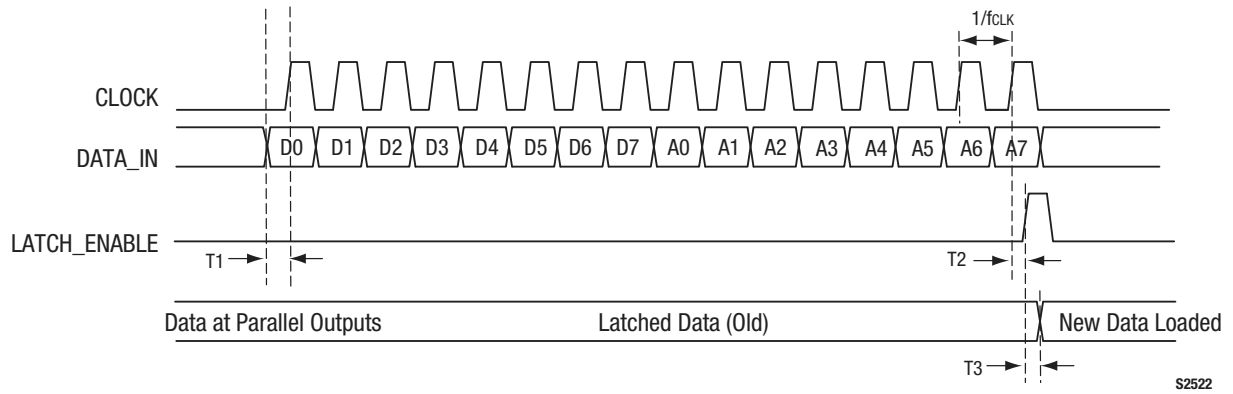 1/fCLK
CLOCK
DATA_IN
D0 D1 D2 D3 D4 D5 D6 D7 A0 A1 A2 A3 A4 A5 A6 A7
LATCH_ENABLE
T1
T2
Data at Parallel Outputs
Latched Data (Old)
New Data Loaded
T3
S2522